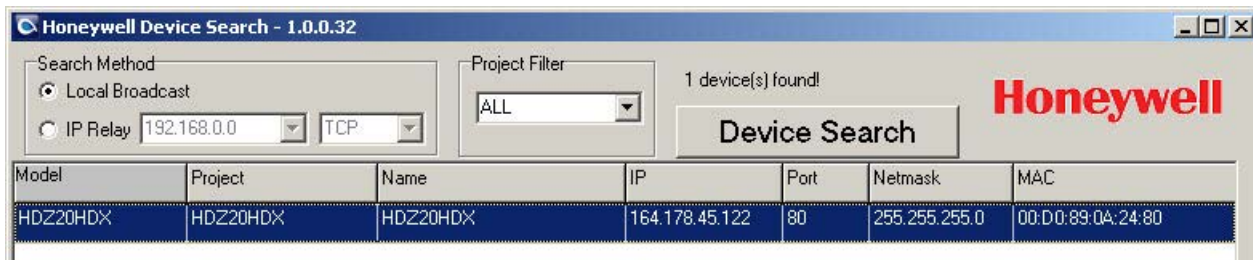 Honeywell Device Search - 1.0.0.32
Search Method
Local Broadcast
IP Relay 192.168.0.0 TCP
Project Filter
ALL
1 device(s) found!
Device Search
Honeywell
Model Project Name IP Port Netmask MAC
HDZ20HDX HDZ20HDX HDZ20HDX 164.178.45.122 80 255.255.255.0 00:D0:89:0A:24:80